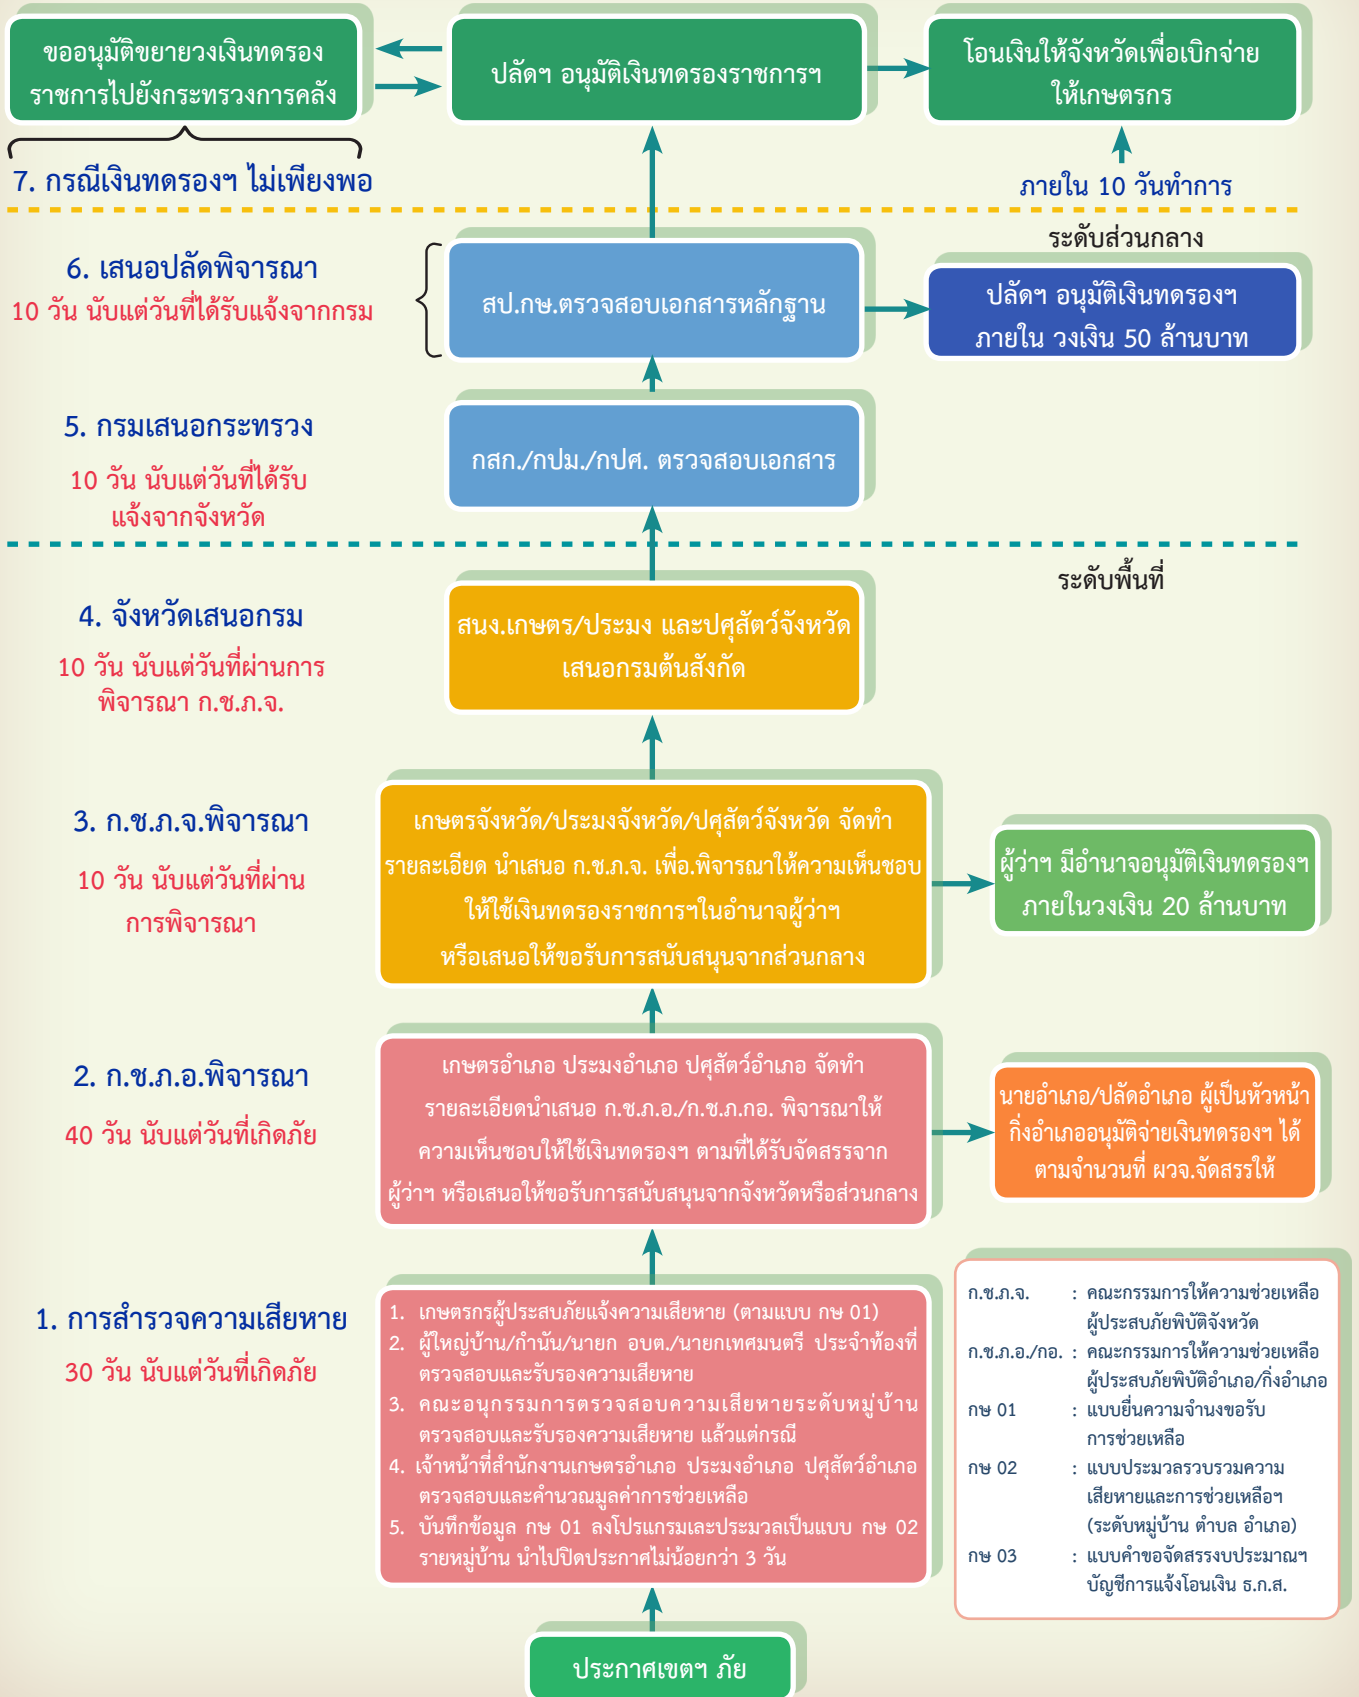 ขออนุมัติขยายวงเงินทดรอง
ราชการไปยังกระทรวงการคลัง
ปลัดฯ อนุมัติเงินทดรองราชการฯ
โอนเงินให้จังหวัดเพื่อเบิกจ่าย
ให้เกษตรกร
7. กรณีเงินทดรองฯ ไม่เพียงพอ
ภายใน 10 วันทำการ
ระดับส่วนกลาง
6. เสนอปลัดพิจารณา
10 วัน นับแต่วันที่ได้รับแจ้งจากกรม
สป.กษ.ตรวจสอบเอกสารหลักฐาน
ปลัดฯ อนุมัติเงินทดรองฯ
ภายใน วงเงิน 50 ล้านบาท
5. กรมเสนอกระทรวง
10 วัน นับแต่วันที่ได้รับ
แจ้งจากจังหวัด
กสก./กปม./กปศ. ตรวจสอบเอกสาร
ระดับพื้นที่
4. จังหวัดเสนอกรม
10 วัน นับแต่วันที่ผ่านการ
พิจารณา ก.ช.ภ.จ.
สนง.เกษตร/ประมง และปศุสัตว์จังหวัด
เสนอกรมต้นสังกัด
3. ก.ช.ภ.จ.พิจารณา
10 วัน นับแต่วันที่ผ่าน
การพิจารณา
เกษตรจังหวัด/ประมงจังหวัด/ปศุสัตว์จังหวัด จัดทำ
รายละเอียด นำเสนอ ก.ช.ภ.จ. เพื่อ.พิจารณาให้ความเห็นชอบ
ให้ใช้เงินทดรองราชการฯในอำนาจผู้ว่าฯ
หรือเสนอให้ขอรับการสนับสนุนจากส่วนกลาง
ผู้ว่าฯ มีอำนาจอนุมัติเงินทดรองฯ
ภายในวงเงิน 20 ล้านบาท
2. ก.ช.ภ.อ.พิจารณา
40 วัน นับแต่วันที่เกิดภัย
เกษตรอำเภอ ประมงอำเภอ ปศุสัตว์อำเภอ จัดทำ
รายละเอียดนำเสนอ ก.ช.ภ.อ./ก.ช.ภ.กอ. พิจารณาให้
ความเห็นชอบให้ใช้เงินทดรองฯ ตามที่ได้รับจัดสรรจาก
ผู้ว่าฯ หรือเสนอให้ขอรับการสนับสนุนจากจังหวัดหรือส่วนกลาง
นายอำเภอ/ปลัดอำเภอ ผู้เป็นหัวหน้า
กิ่งอำเภออนุมัติจ่ายเงินทดรองฯ ได้
ตามจำนวนที่ ผวจ.จัดสรรให้
1. การสำรวจความเสียหาย
30 วัน นับแต่วันที่เกิดภัย
1. เกษตรกรผู้ประสบภัยแจ้งความเสียหาย (ตามแบบ กษ 01)
2. ผู้ใหญ่บ้าน/กำนัน/นายก อบต./นายกเทศมนตรี ประจำท้องที่
ตรวจสอบและรับรองความเสียหาย
3. คณะอนุกรรมการตรวจสอบความเสียหายระดับหมู่บ้าน
ตรวจสอบและรับรองความเสียหาย แล้วแต่กรณี
4. เจ้าหน้าที่สำนักงานเกษตรอำเภอ ประมงอำเภอ ปศุสัตว์อำเภอ
ตรวจสอบและคำนวณมูลค่าการช่วยเหลือ
5. บันทึกข้อมูล กษ 01 ลงโปรแกรมเละประมวลเป็นแบบ กษ 02
รายหมู่บ้าน นำไปปิดประกาศไม่น้อยกว่า 3 วัน
ก.ช.ภ.จ. : คณะกรรมการให้ความช่วยเหลือ
ผู้ประสบภัยพิบัติจังหวัด
ก.ช.ภ.อ./กอ. : คณะกรรมการให้ความช่วยเหลือ
ผู้ประสบภัยพิบัติอำเภอ/กิ่งอำเภอ
กษ 01 : แบบยื่นความจำนงขอรับ
การช่วยเหลือ
กษ 02 : แบบประมวลรวบรวมความ
เสียหายและการช่วยเหลือฯ
(ระดับหมู่บ้าน ตำบล อำเภอ)
กษ 03 : แบบคำขอจัดสรรงบประมาณฯ
บัญชีการแจ้งโอนเงิน ธ.ก.ส.
ประกาศเขตฯ ภัย